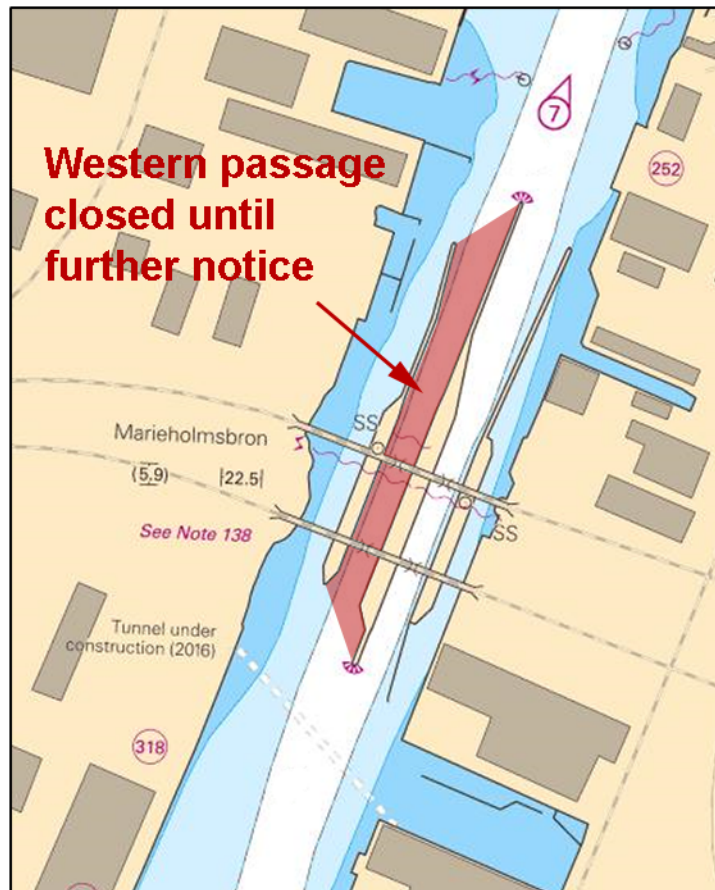 7
252
Western passage
closed until
further notice
SS
Marieholmsbron
(5,9) |22.5|
See Note 138
SS
Tunnel under
construction (2016)
318